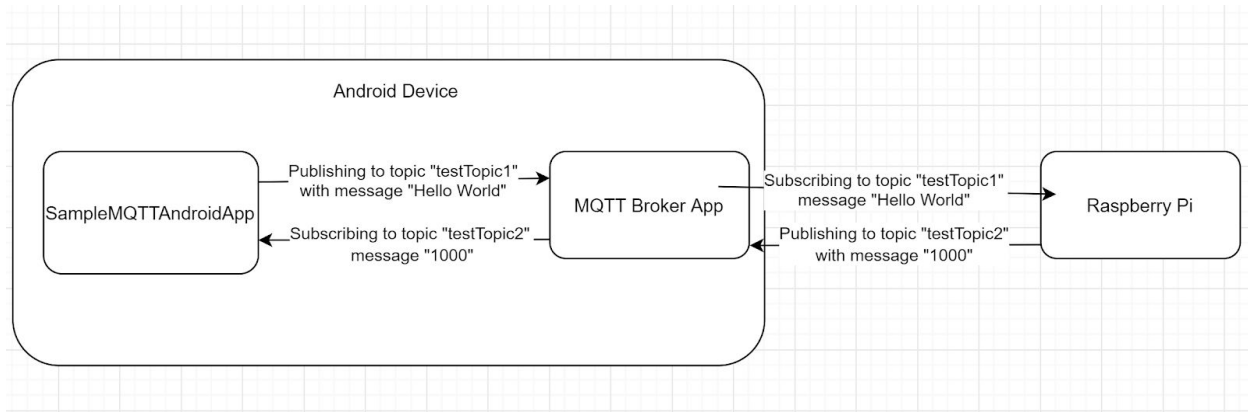 Android Device
SampleMQTTAndroidApp
Publishing to topic "testTopic1"
with message "Hello World"
Subscribing to topic "testTopic2"
message "1000"
MQTT Broker App
Subscribing to topic "testTopic1"
message "Hello World"
Publishing to topic "testTopic2"
with message "1000"
Raspberry Pi